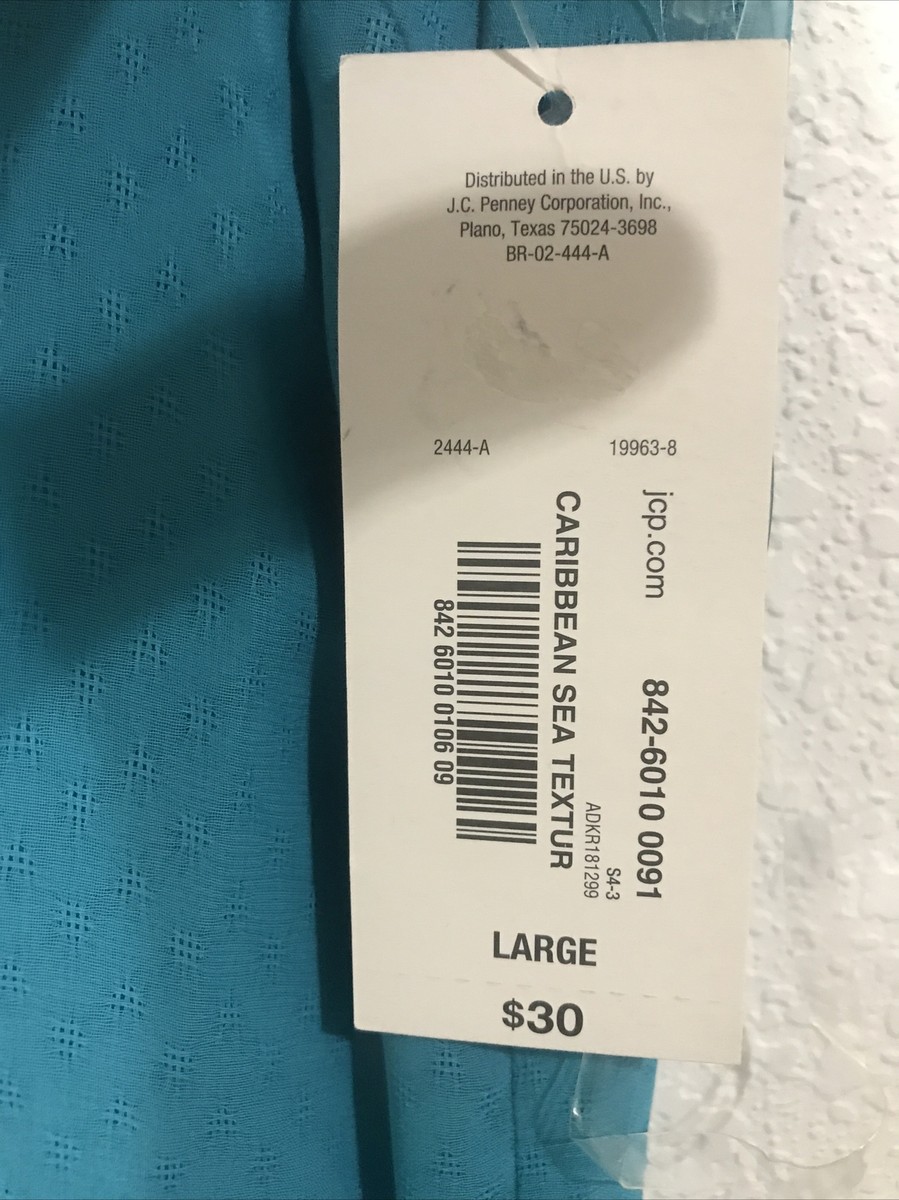 Distributed in the U.S. by
J.C. Penney Corporation, Inc.,
Plano, Texas 75024-3698
BR-02-444-A
2444-A 19963-8
jcp.com 842-6010 0091
S4-3
ADKR181299
CARIBBEAN SEA TEXTUR
842 6010 0106 09
LARGE
$30